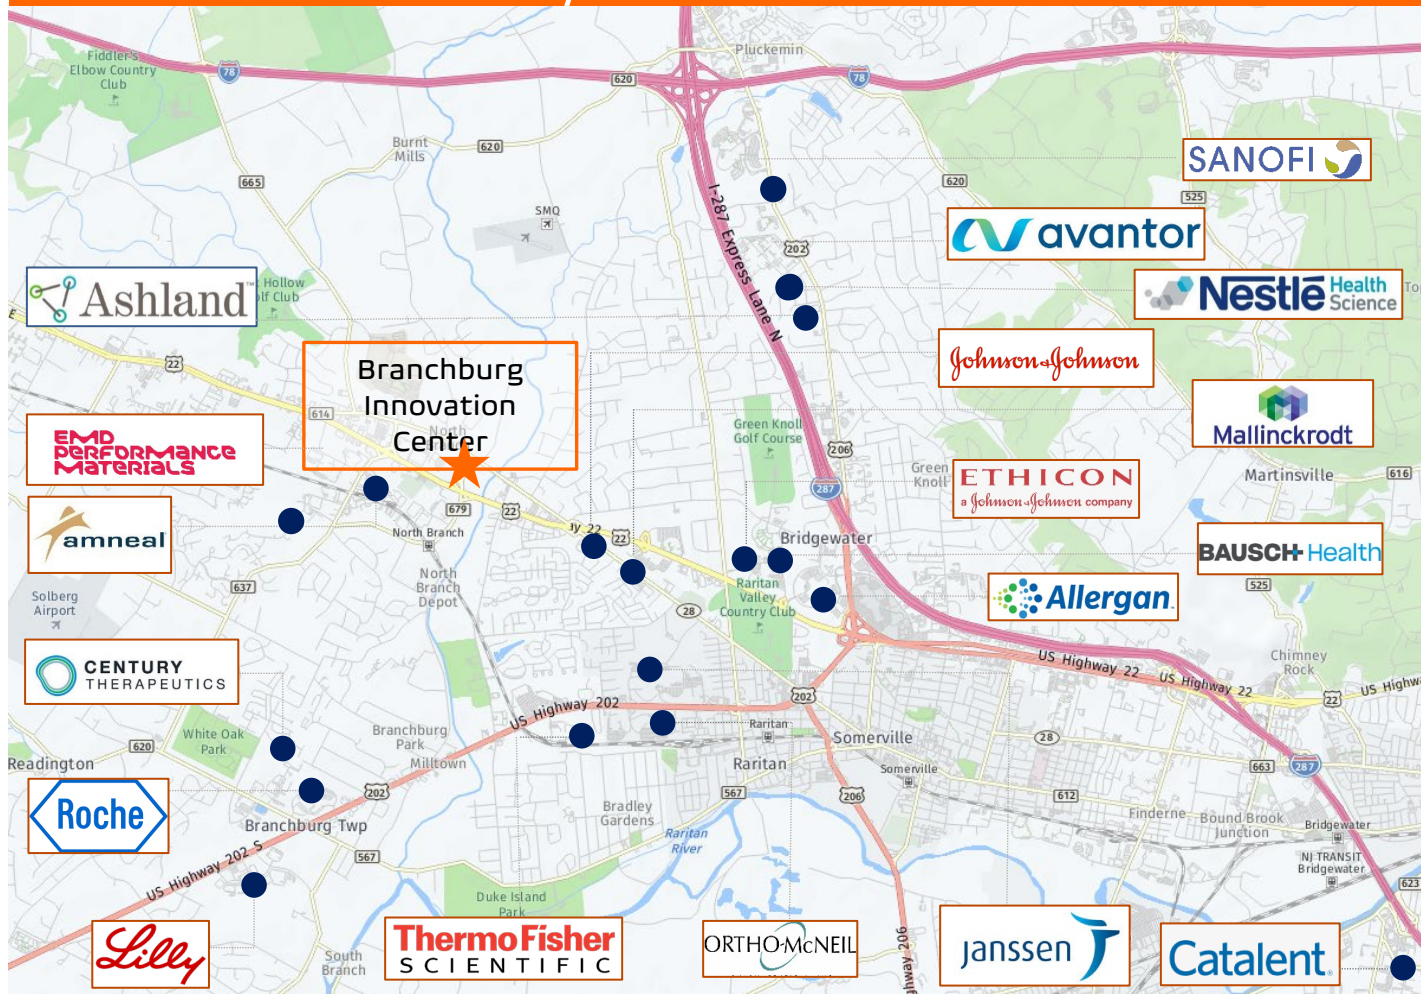 Pluckemin
Fiddler's
Elbow Country
Club
78
620
78
Burnt
Mills
620
SANOFI
665
620
525
I-287 Express Lane N
SMQ
202
avantor
Hollow
lf Club
Ashland
Nestlé Health
Science
To
E
22
Johnson & Johnson
Branchburg
Innovation
Center
614
Mallinckrodt
Green Knoll
Golf Course
EMD
PERFORMANCE
MATERIALS
206
Green
Knoll
ETHICON
a Johnson & Johnson company
Martinsville
616
287
679
22
amneal
North Branch
ay 22
22
Bridgewater
BAUSCH+Health
North
Branch
Depot
637
Solberg
Airport
Raritan
Valley
Country Club
525
Allergan
28
CENTURY
THERAPEUTICS
US Highway 22
US Highway 22
Chimney
Rock
22
US Highw
202
US Highway 202
White Oak
Park
620
Readington
Branchburg
Park
Milltown
Raritan
Somerville
28
Raritan
Somerville
663
287
202
567
206
612
Roche
Branchburg Twp
Bradley
Gardens
Raritan
River
Finderne
Bound Brook
Junction
Bridgewater
567
US Highway 202 S
NJ TRANSIT
Bridgewater
623
Duke Island
Park
Lilly
South
Branch
ThermoFisher
SCIENTIFIC
ORTHO-McNEIL
ghway 206
janssen
Catalent